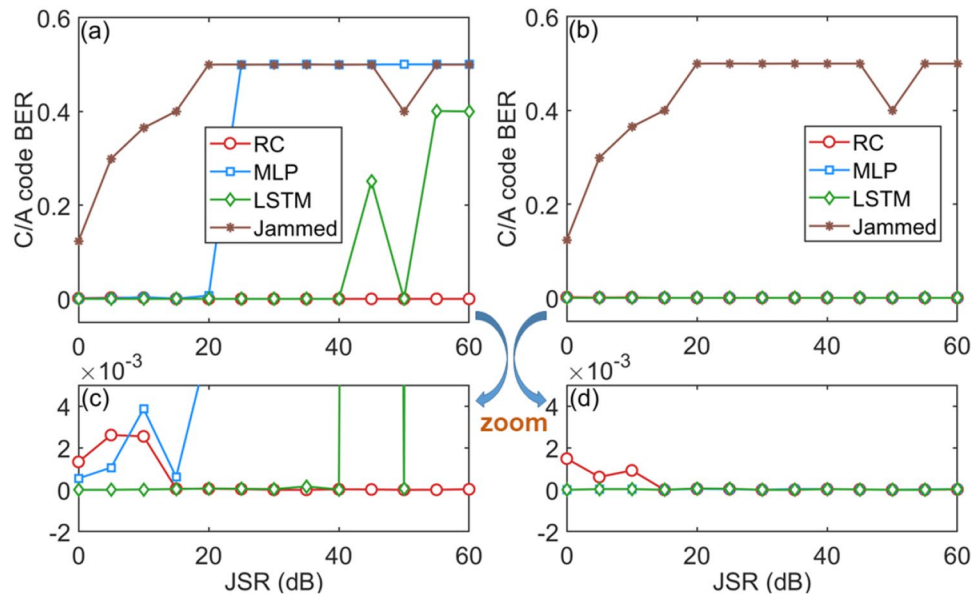 (a)
0.6
0.4
0.2
0
C/A code BER
RC
MLP
LSTM
Jammed
0 20 40 60
(b)
0.6
0.4
0.2
0
C/A code BER
RC
MLP
LSTM
Jammed
0 20 40 60
×10⁻³
(c)
4
2
0
-2
0 20 40 60
JSR (dB)
zoom
×10⁻³
(d)
4
2
0
-2
0 20 40 60
JSR (dB)